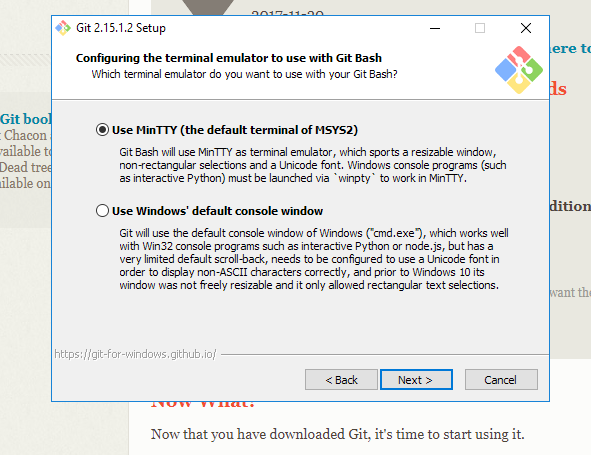 2017-11-20
Git 2.15.1.2 Setup
Configuring the terminal emulator to use with Git Bash
Which terminal emulator do you want to use with your Git Bash?
ere to
ds
Use MinTTY (the default terminal of MSYS2)
Git Bash will use MinTTY as terminal emulator, which sports a resizable window,
non-rectangular selections and a Unicode font. Windows console programs (such
as interactive Python) must be launched via `winpty` to work in MinTTY.
Git book
t Chacon a
vailable to
Dead tree
ilable on
Use Windows' default console window
dition
Git will use the default console window of Windows ("cmd.exe"), which works well
with Win32 console programs such as interactive Python or node.js, but has a
very limited default scroll-back, needs to be configured to use a Unicode font in
order to display non-ASCII characters correctly, and prior to Windows 10 its
window was not freely resizable and it only allowed rectangular text selections.
want the
https://git-for-windows.github.io/
< Back Next > Cancel
Now What?
Now that you have downloaded Git, it's time to start using it.